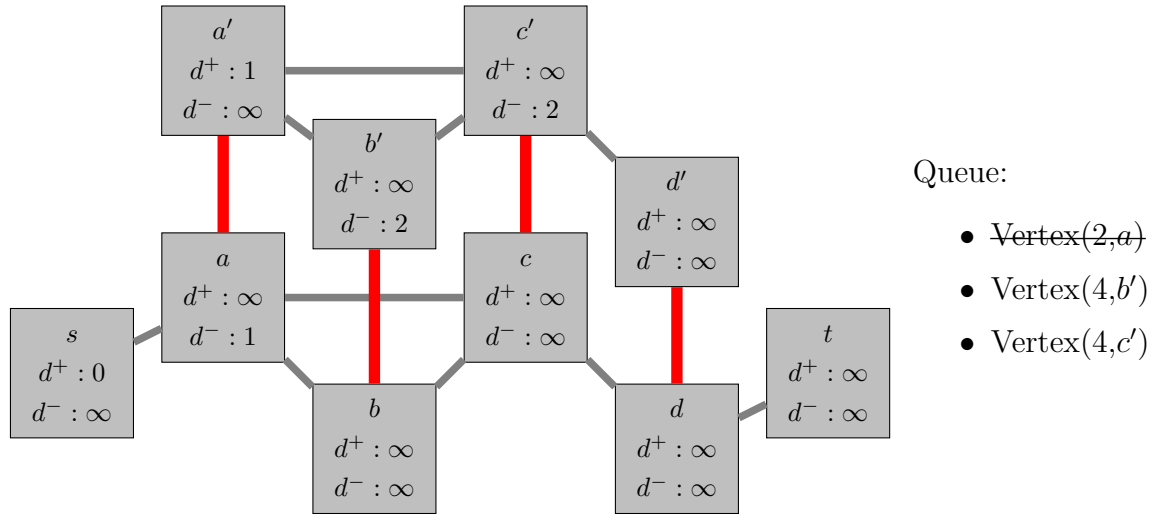 a′
d⁺ : 1
d⁻ : ∞
c′
d⁺ : ∞
d⁻ : 2
b′
d⁺ : ∞
d⁻ : 2
d′
d⁺ : ∞
d⁻ : ∞
a
d⁺ : ∞
d⁻ : 1
c
d⁺ : ∞
d⁻ : ∞
s
d⁺ : 0
d⁻ : ∞
b
d⁺ : ∞
d⁻ : ∞
d
d⁺ : ∞
d⁻ : ∞
t
d⁺ : ∞
d⁻ : ∞
Queue:
• Vertex(2,a)
• Vertex(4,b′)
• Vertex(4,c′)